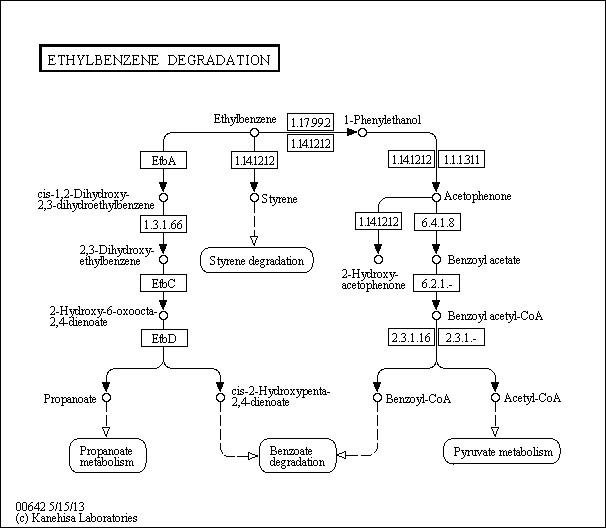 ETHYLBENZENE DEGRADATION
Ethylbenzene
1.17.99.2
1-Phenylethanol
1.14.12.12
EtbA
1.14.12.12
1.14.12.12
1.1.1.311
cis-1,2-Dihydroxy-
2,3-dihydroethylbenzene
Styrene
Acetophenone
1.3.1.66
1.14.12.12
6.4.1.8
2,3-Dihydroxy-
ethylbenzene
Styrene degradation
2-Hydroxy-
acetophenone
Benzoyl acetate
EtbC
6.2.1.-
2-Hydroxy-6-oxoocta-
2,4-dienoate
Benzoyl acetyl-CoA
EtbD
2.3.1.16
2.3.1.-
Propanoate
cis-2-Hydroxypenta-
2,4-dienoate
Benzoyl-CoA
Acetyl-CoA
Propanoate
metabolism
Benzoate
degradation
Pyruvate metabolism
00642 5/15/13
(c) Kanehisa Laboratories